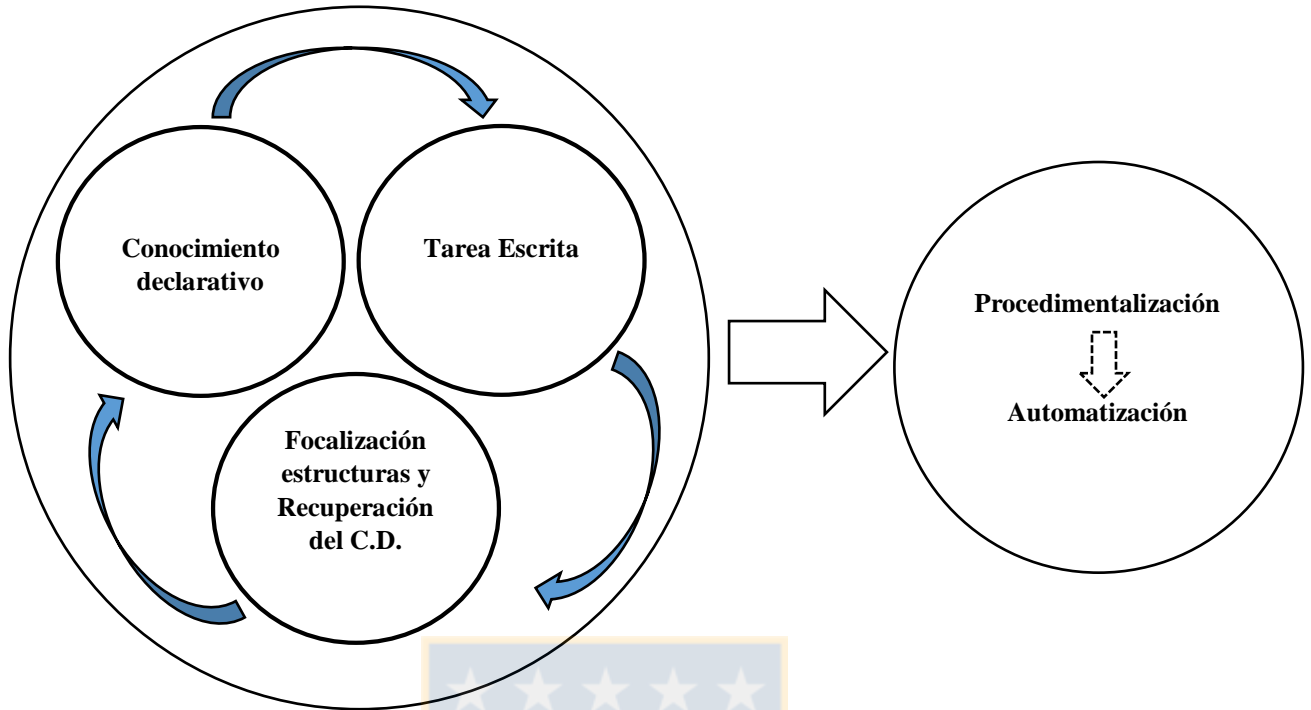 Conocimiento
declarativo
Tarea Escrita
Focalización
estructuras y
Recuperación
del C.D.
Procedimentalización
Automatización